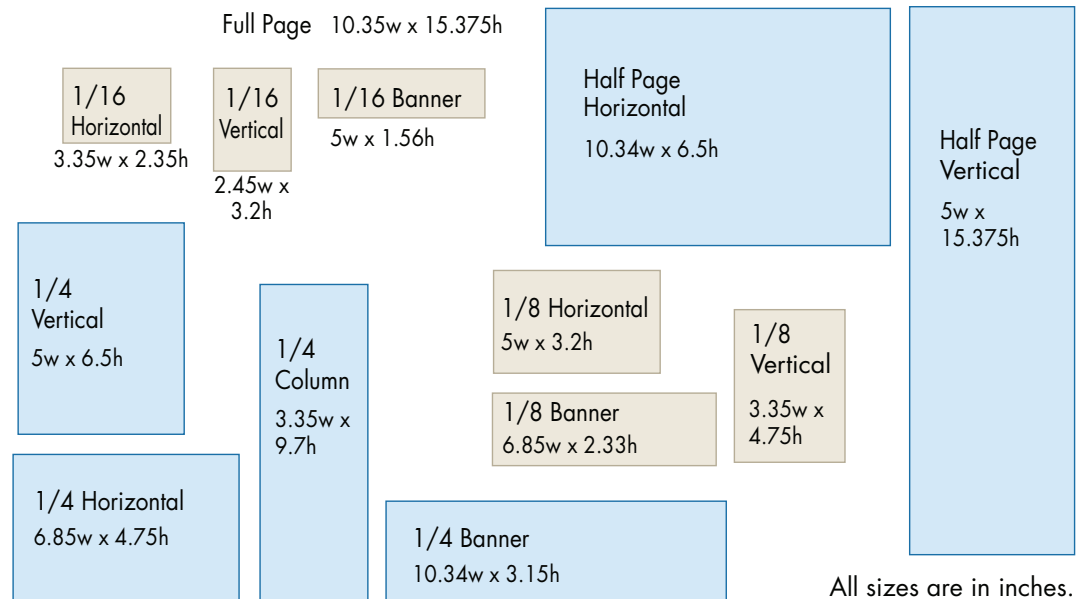 Full Page 10.35w x 15.375h
1/16
Horizontal
3.35w x 2.35h
1/16
Vertical
2.45w x
3.2h
1/16 Banner
5w x 1.56h
Half Page
Horizontal
10.34w x 6.5h
Half Page
Vertical
5w x
15.375h
1/4
Vertical
5w x 6.5h
1/4
Column
3.35w x
9.7h
1/8 Horizontal
5w x 3.2h
1/8
Vertical
3.35w x
4.75h
1/8 Banner
6.85w x 2.33h
1/4 Horizontal
6.85w x 4.75h
1/4 Banner
10.34w x 3.15h
All sizes are in inches.